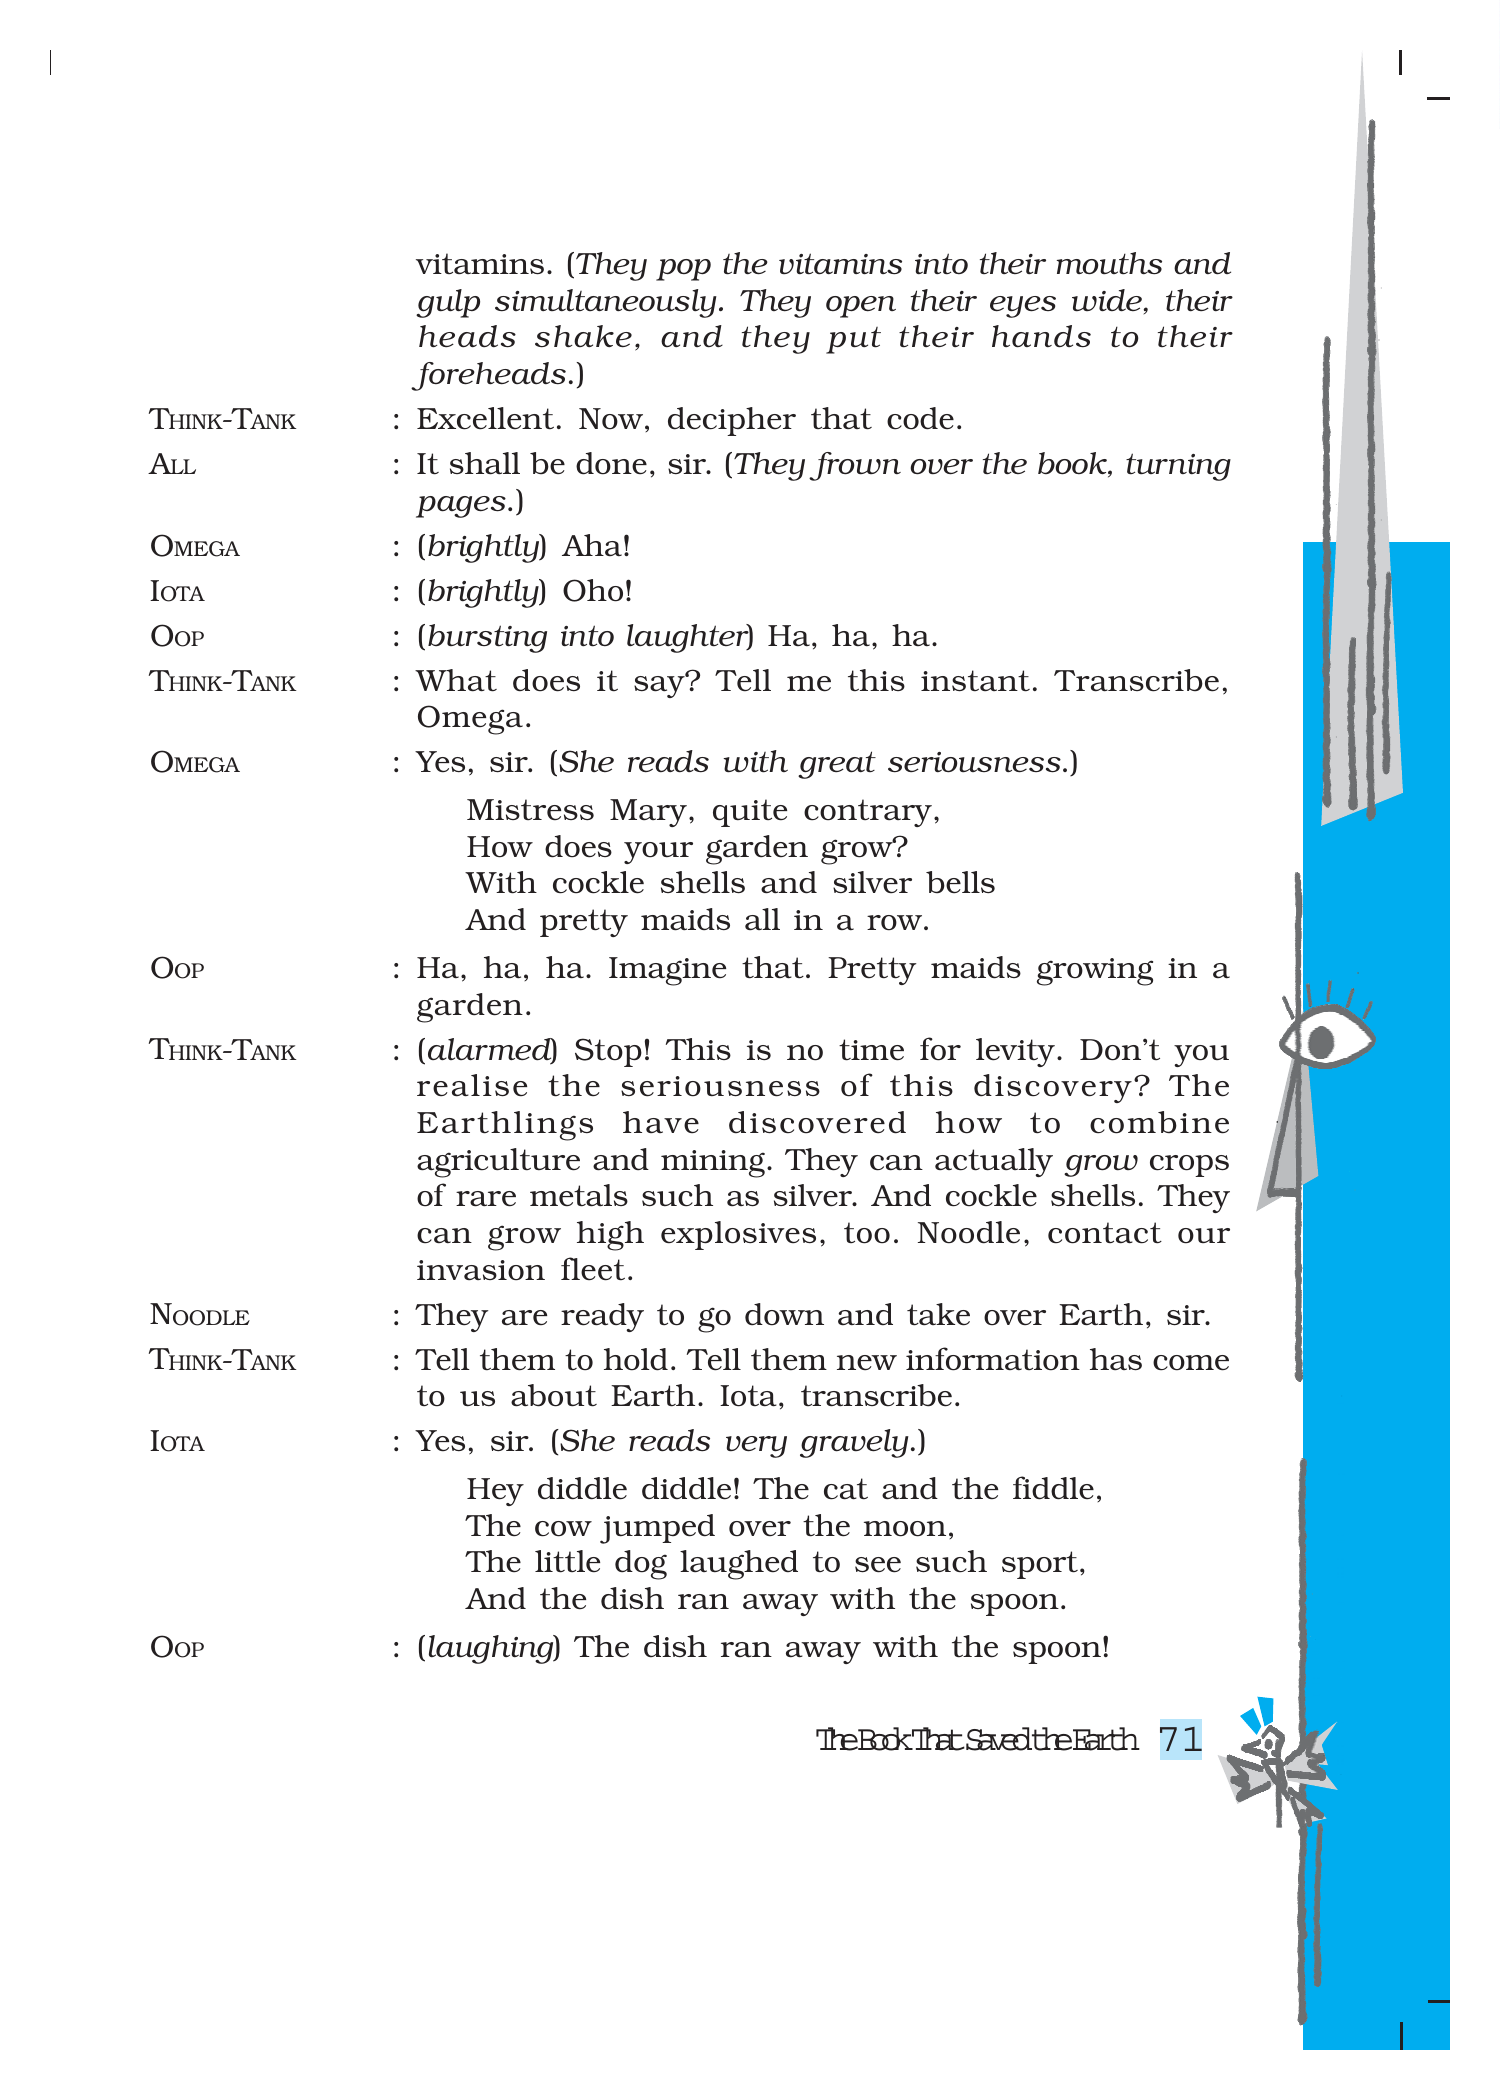 vitamins. (They pop the vitamins into their mouths and
gulp simultaneously. They open their eyes wide, their
heads shake, and they put their hands to their
foreheads.)
THINK-TANK : Excellent. Now, decipher that code.
ALL : It shall be done, sir. (They frown over the book, turning
pages.)
OMEGA : (brightly) Aha!
IOTA : (brightly) Oho!
OOP : (bursting into laughter) Ha, ha, ha.
THINK-TANK : What does it say? Tell me this instant. Transcribe,
Omega.
OMEGA : Yes, sir. (She reads with great seriousness.)
Mistress Mary, quite contrary,
How does your garden grow?
With cockle shells and silver bells
And pretty maids all in a row.
OOP : Ha, ha, ha. Imagine that. Pretty maids growing in a
garden.
THINK-TANK : (alarmed) Stop! This is no time for levity. Don’t you
realise the seriousness of this discovery? The
Earthlings have discovered how to combine
agriculture and mining. They can actually grow crops
of rare metals such as silver. And cockle shells. They
can grow high explosives, too. Noodle, contact our
invasion fleet.
NOODLE : They are ready to go down and take over Earth, sir.
THINK-TANK : Tell them to hold. Tell them new information has come
to us about Earth. Iota, transcribe.
IOTA : Yes, sir. (She reads very gravely.)
Hey diddle diddle! The cat and the fiddle,
The cow jumped over the moon,
The little dog laughed to see such sport,
And the dish ran away with the spoon.
OOP : (laughing) The dish ran away with the spoon!
The Book That Saved the Earth 71